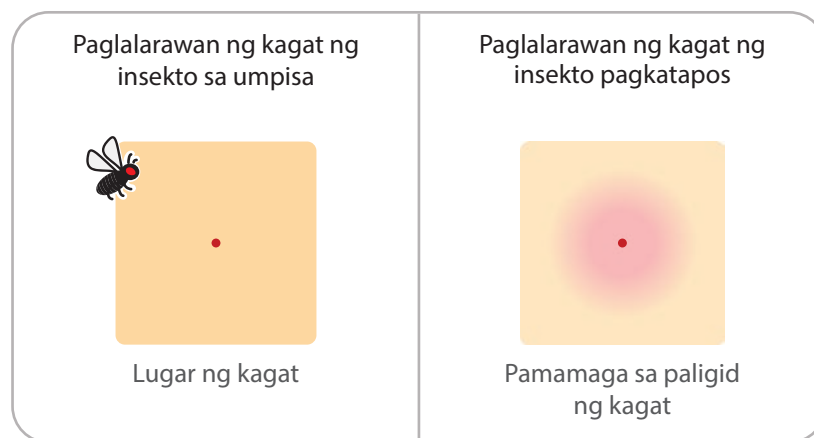 Paglalarawan ng kagat ng
insekto sa umpisa
Lugar ng kagat
Paglalarawan ng kagat ng
insekto pagkatapos
Pamamaga sa paligid
ng kagat